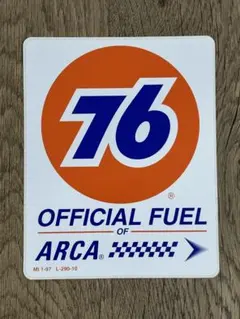 76
®
OFFICIAL FUEL
OF
ARCA®
MI 1-97 L-290-10